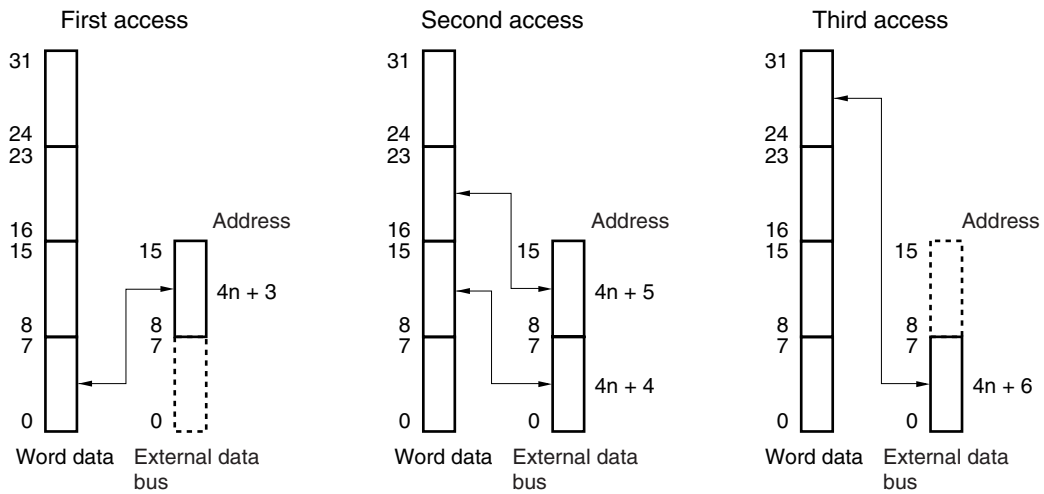 First access
31
24
23
16
15
8
7
0
Address
15
4n + 3
8
7
0
Word data
External data
bus
Second access
31
24
23
16
15
8
7
0
Address
15
4n + 5
8
7
4n + 4
0
Word data
External data
bus
Third access
31
24
23
16
15
8
7
0
Address
15
8
7
4n + 6
0
Word data
External data
bus